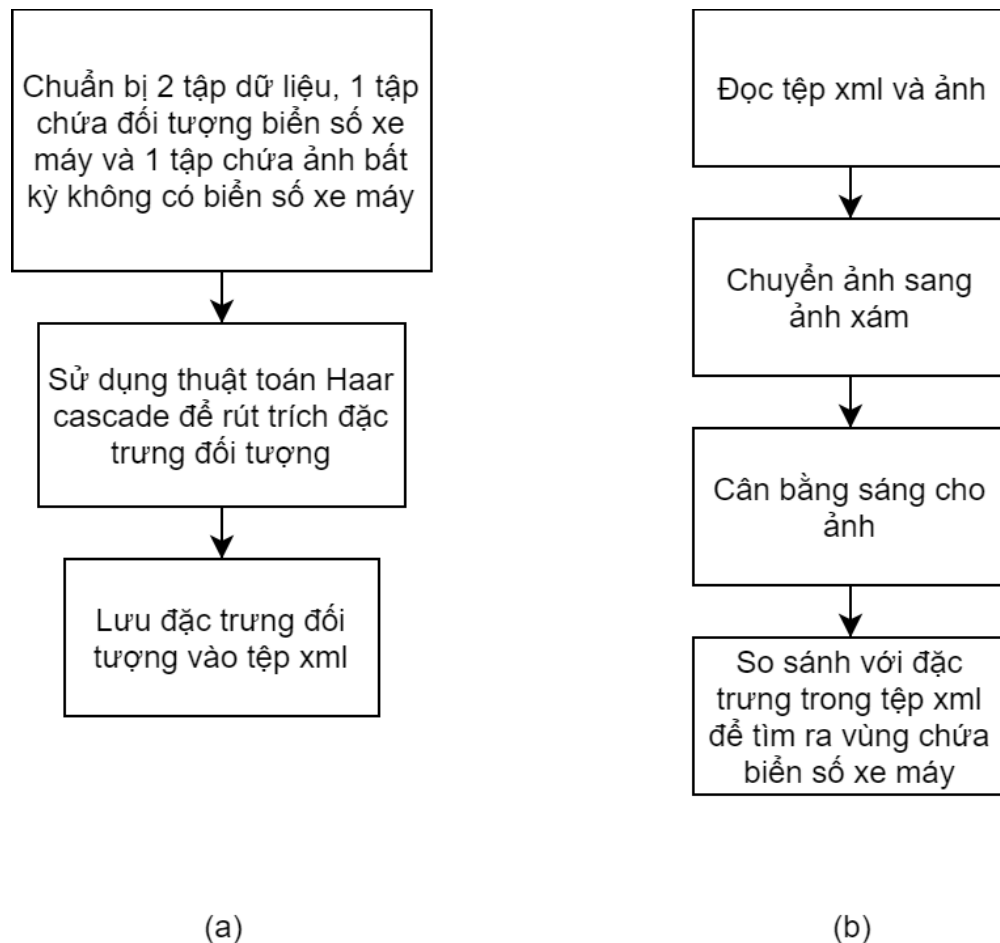 Chuẩn bị 2 tập dữ liệu, 1 tập
chứa đối tượng biển số xe
máy và 1 tập chứa ảnh bất
kỳ không có biển số xe máy
Sử dụng thuật toán Haar
cascade để rút trích đặc
trưng đối tượng
Lưu đặc trưng đối
tượng vào tệp xml
(a)
Đọc tệp xml và ảnh
Chuyển ảnh sang
ảnh xám
Cân bằng sáng cho
ảnh
So sánh với đặc
trưng trong tệp xml
để tìm ra vùng chứa
biển số xe máy
(b)